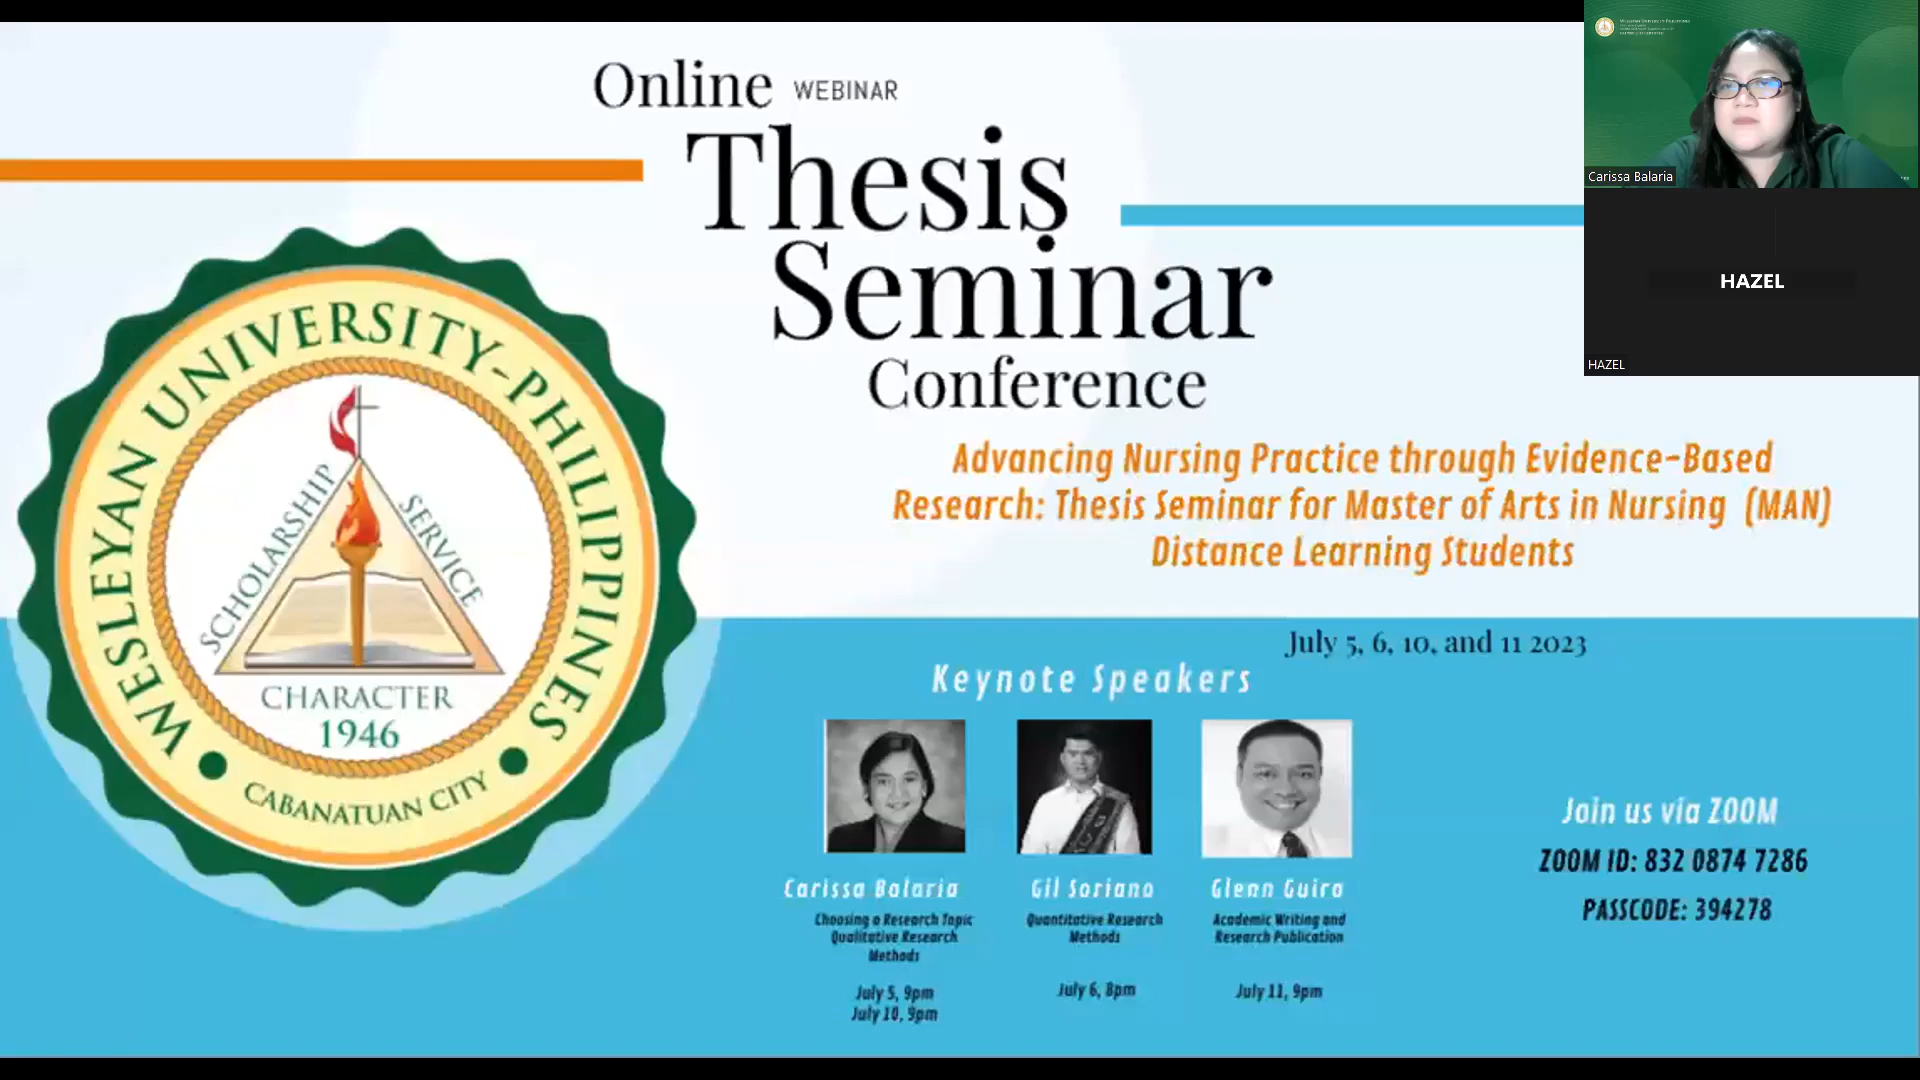 Online WEBINAR
Thesis
Seminar
Conference
Advancing Nursing Practice through Evidence-Based
Research: Thesis Seminar for Master of Arts in Nursing (MAN)
Distance Learning Students
WESLEYAN UNIVERSITY-PHILIPPINES
SCHOLARSHIP
SERVICE
CHARACTER
1946
CABANATUAN CITY
July 5, 6, 10, and 11 2023
Keynote Speakers
Carissa Balaria
Choosing a Research Topic
Qualitative Research
Methods
July 5, 9pm
July 10, 9pm
Gil Soriano
Quantitative Research
Methods
July 6, 8pm
Glenn Guira
Academic Writing and
Research Publication
July 11, 9pm
Join us via ZOOM
ZOOM ID: 832 0874 7286
PASSCODE: 394278
Carissa Balaria
HAZEL
HAZEL